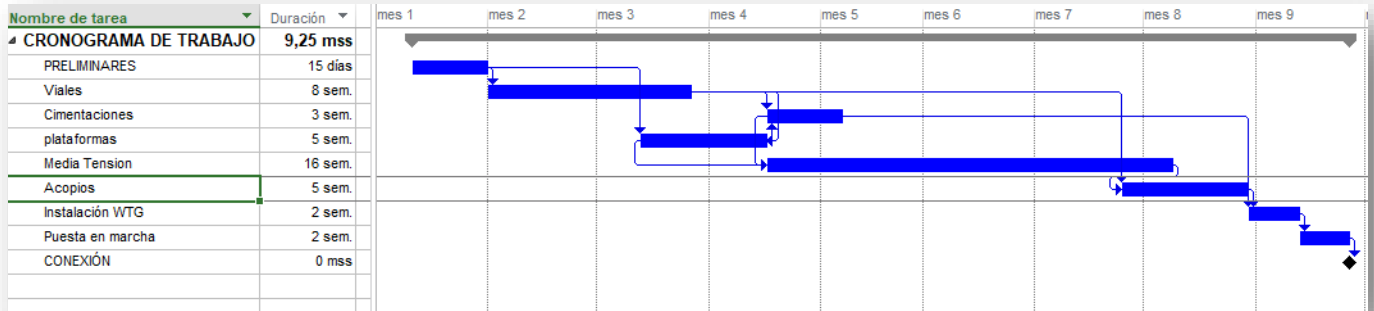 Nombre de tarea Duración mes 1 mes 2 mes 3 mes 4 mes 5 mes 6 mes 7 mes 8 mes 9
CRONOGRAMA DE TRABAJO 9,25 mss
PRELIMINARES 15 días
Viales 8 sem.
Cimentaciones 3 sem.
plataformas 5 sem.
Media Tension 16 sem.
Acopios 5 sem.
Instalación WTG 2 sem.
Puesta en marcha 2 sem.
CONEXIÓN 0 mss